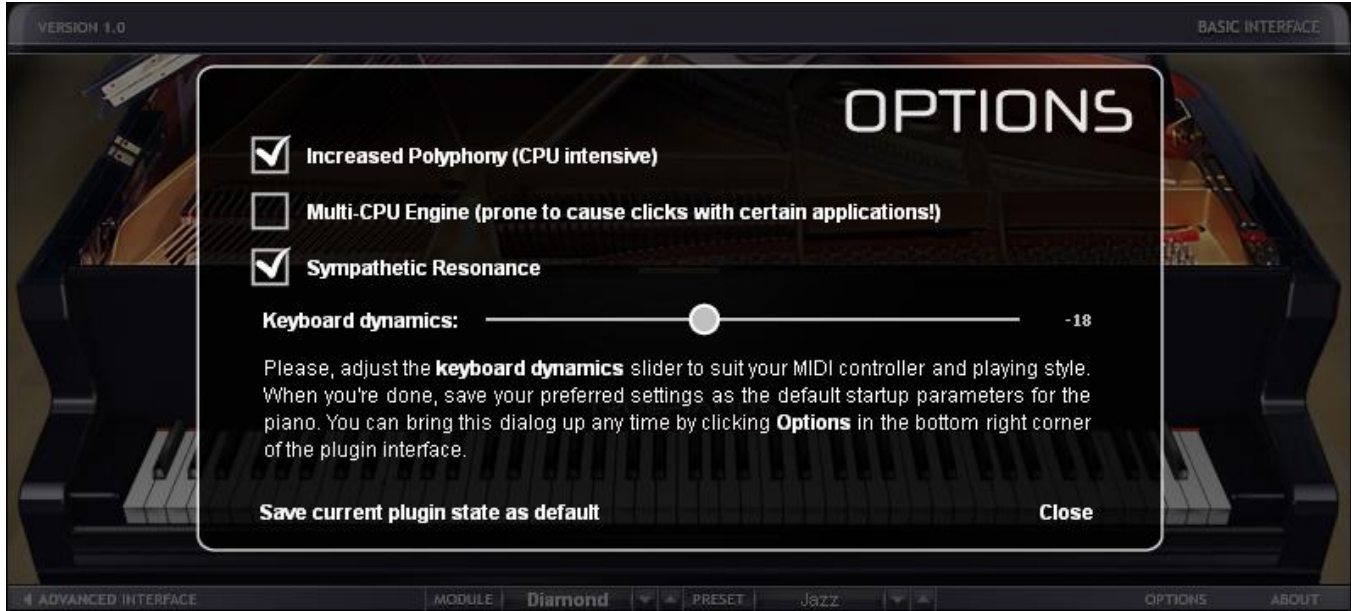 VERSION 1.0
BASIC INTERFACE
OPTIONS
Increased Polyphony (CPU intensive)
Multi-CPU Engine (prone to cause clicks with certain applications!)
Sympathetic Resonance
Keyboard dynamics: -18
Please, adjust the keyboard dynamics slider to suit your MIDI controller and playing style.
When you're done, save your preferred settings as the default startup parameters for the
piano. You can bring this dialog up any time by clicking Options in the bottom right corner
of the plugin interface.
Save current plugin state as default Close
ADVANCED INTERFACE MODULE Diamond PRESET Jazz OPTIONS ABOUT